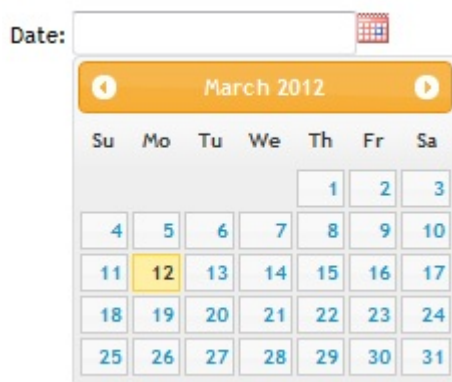 Date:
March 2012
Su Mo Tu We Th Fr Sa
1 2 3
4 5 6 7 8 9 10
11 12 13 14 15 16 17
18 19 20 21 22 23 24
25 26 27 28 29 30 31